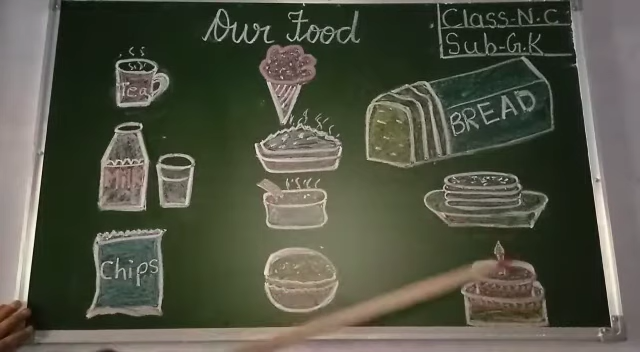 Our Food
Class-N.C
Sub-G.K
Tea
BREAD
Milk
Chips